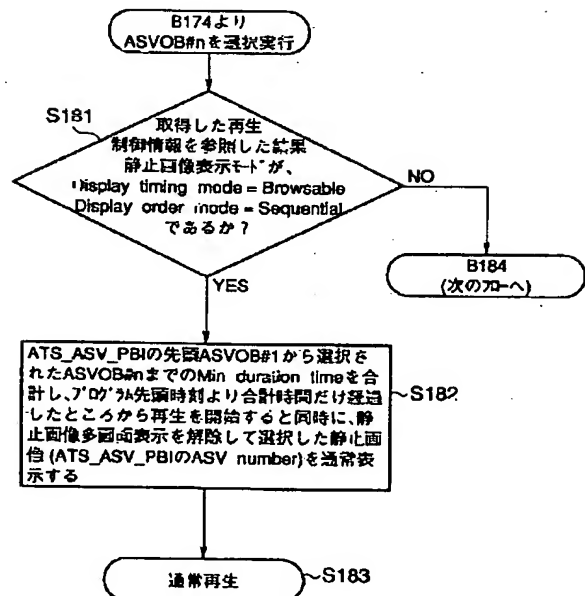 B174より
ASVOB#nを選択実行
S181
取得した再生
制御情報を参照した結果
静止画像表示モードが、
Display timing mode = Browsable
Display order mode = Sequential
であるか?
NO
B184
(次のフローへ)
YES
ATS_ASV_PBIの先頭ASVOB#1から選択さ
れたASVOB#nまでのMin duration timeを合
計し、プログラム先頭時刻より合計時間だけ経過
したところから再生を開始すると同時に、静
止画像多画面表示を解除して選択した静止画
像(ATS_ASV_PBIのASV number)を通常表
示する
S182
通常再生
S183